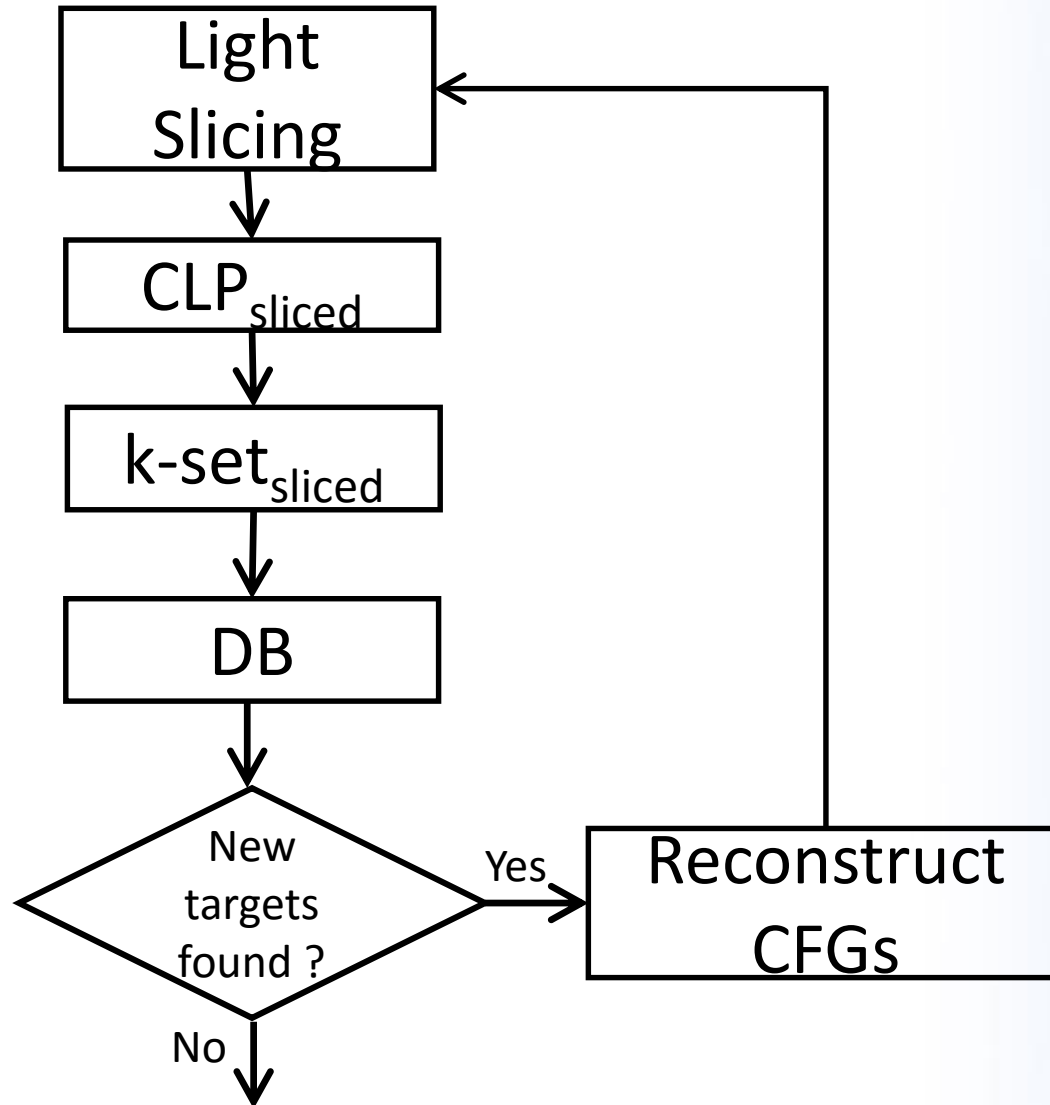 Light
Slicing
CLPsliced
k-setsliced
DB
New
targets
found ?
Yes
Reconstruct
CFGs
No